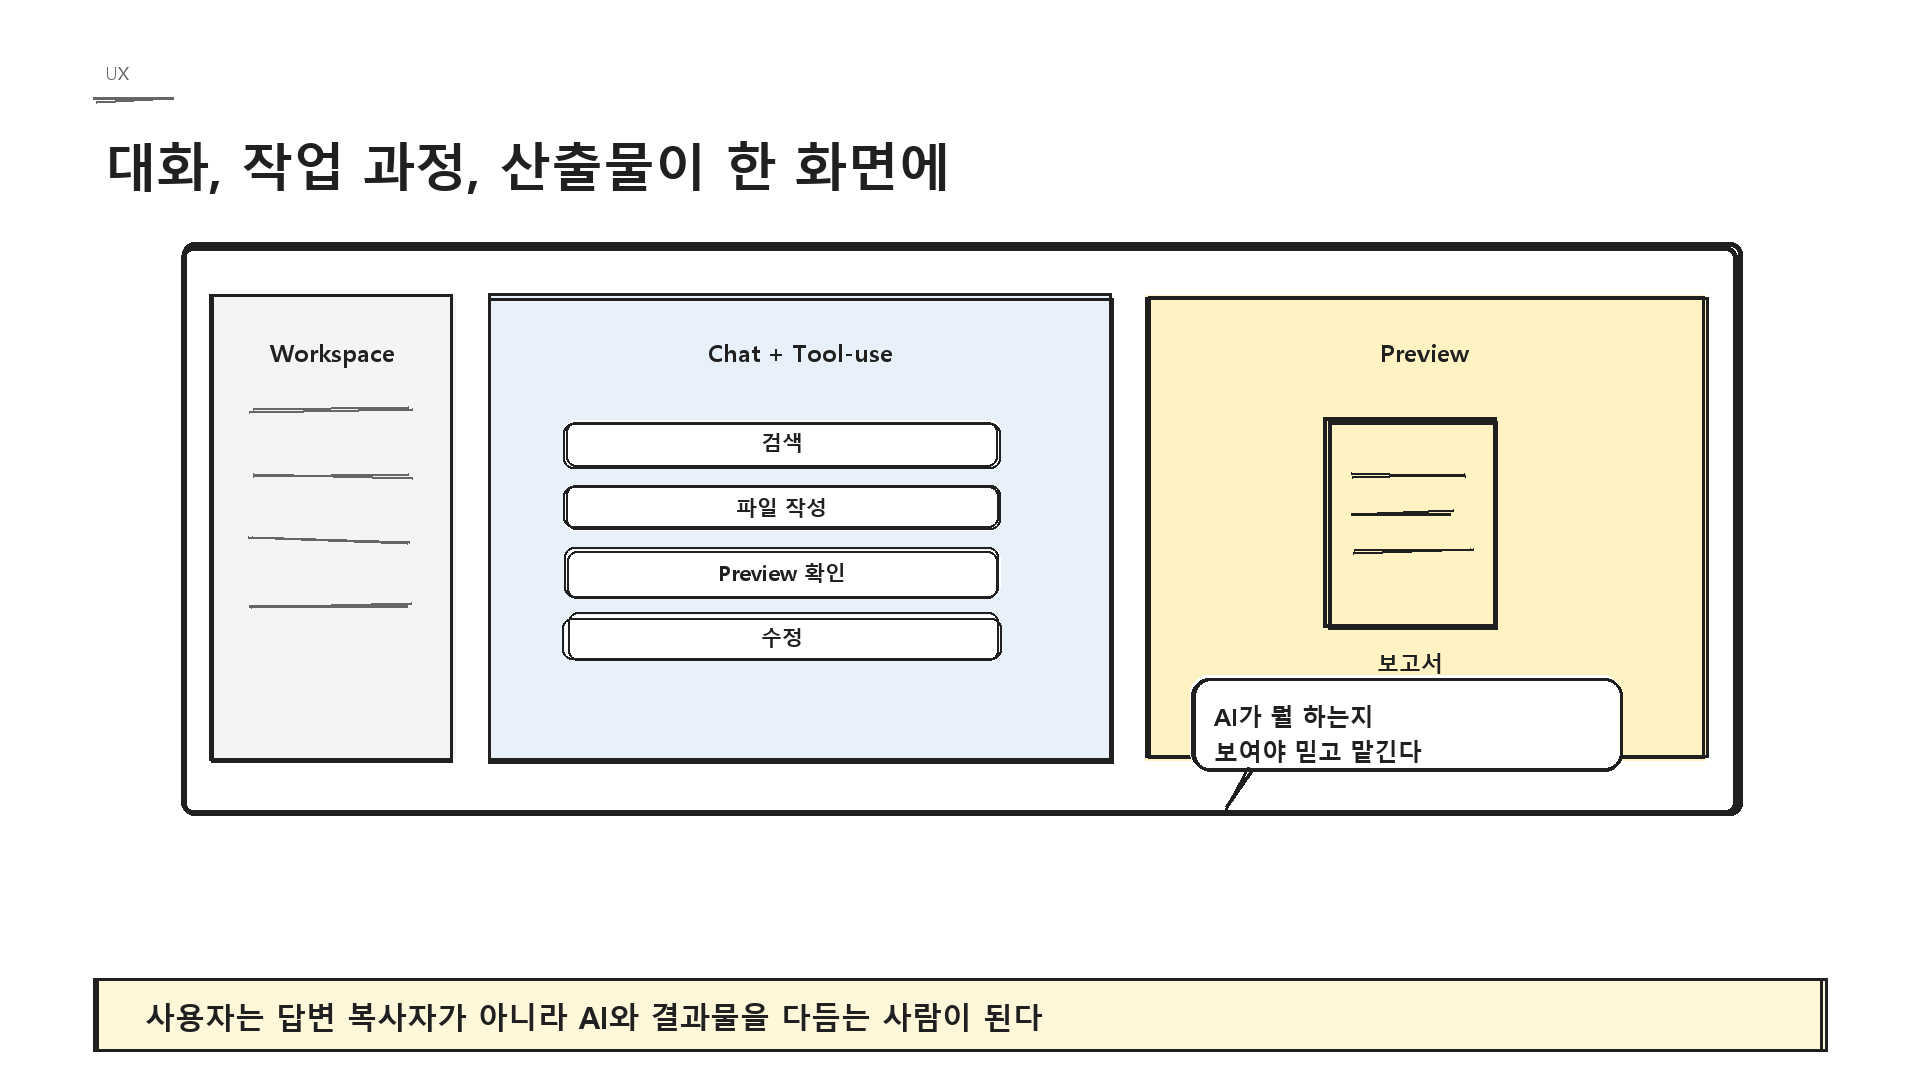 UX
대화, 작업 과정, 산출물이 한 화면에
Workspace
Chat + Tool-use
검색
파일 작성
Preview 확인
수정
Preview
보고서
AI가 뭘 하는지
보여야 믿고 맡긴다
사용자는 답변 복사자가 아니라 AI와 결과물을 다듬는 사람이 된다